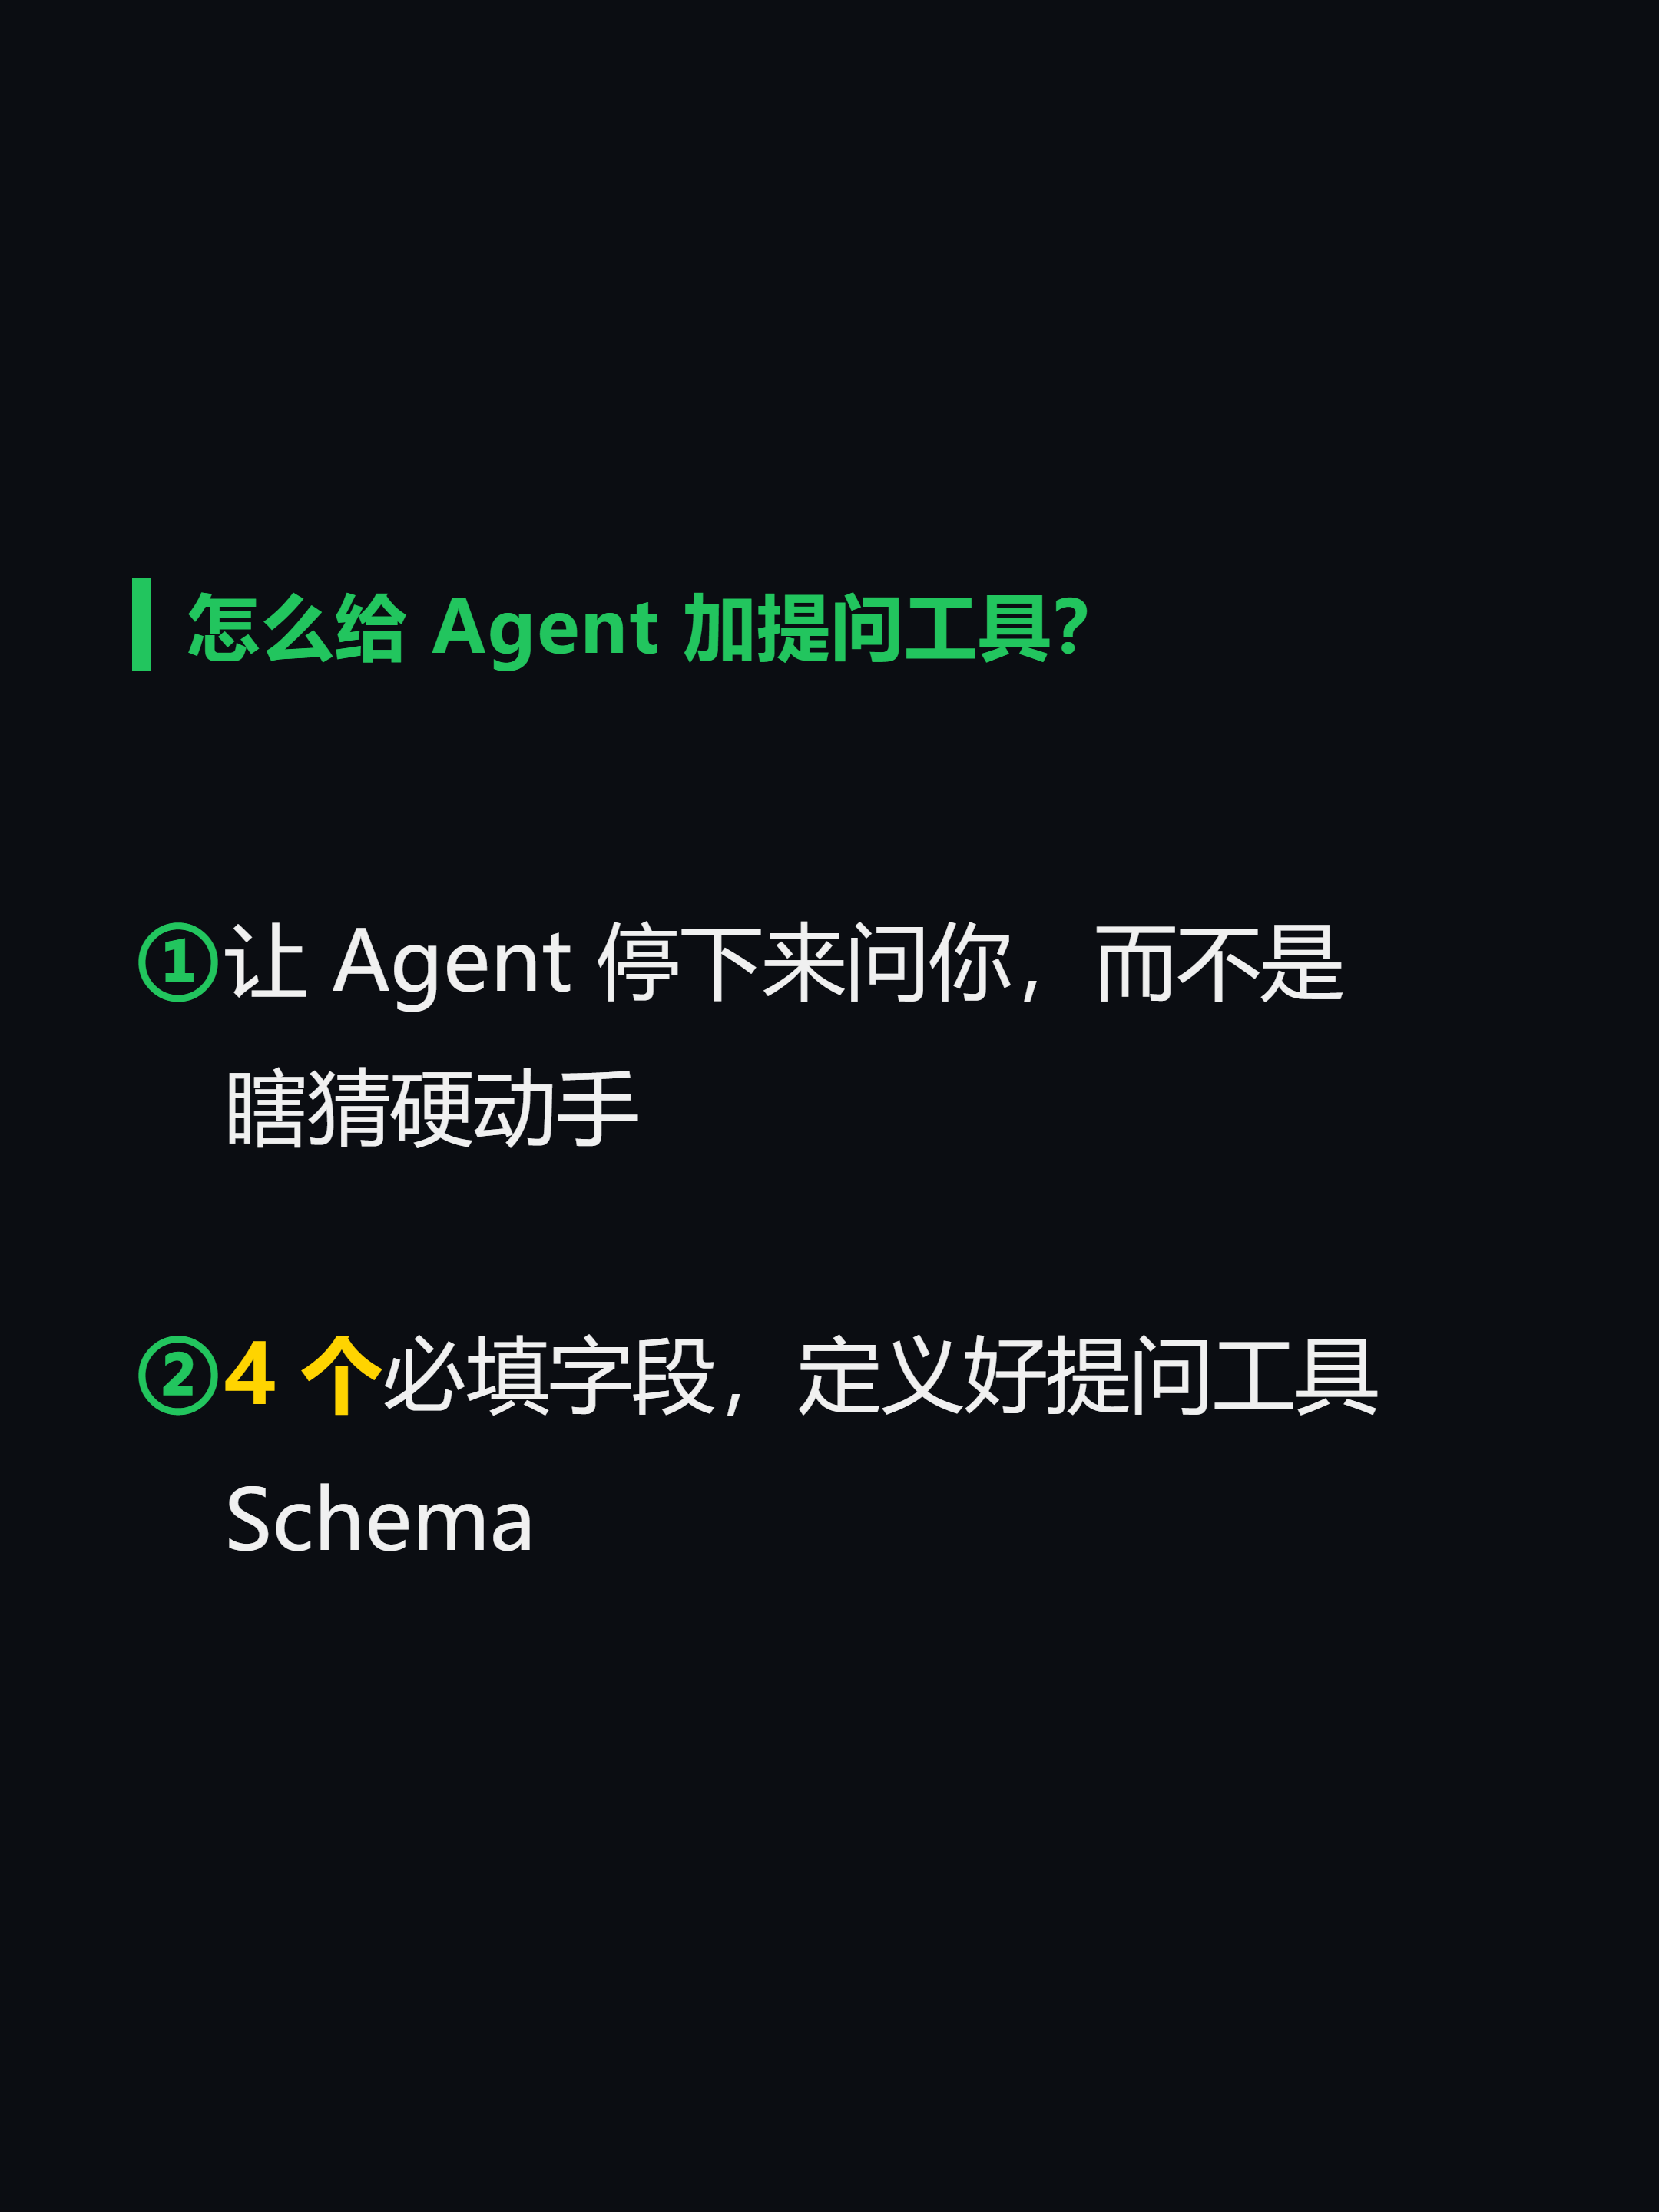 怎么给 Agent 加提问工具?
①让 Agent 停下来问你，而不是
瞎猜硬动手
②4 个必填字段，定义好提问工具
Schema